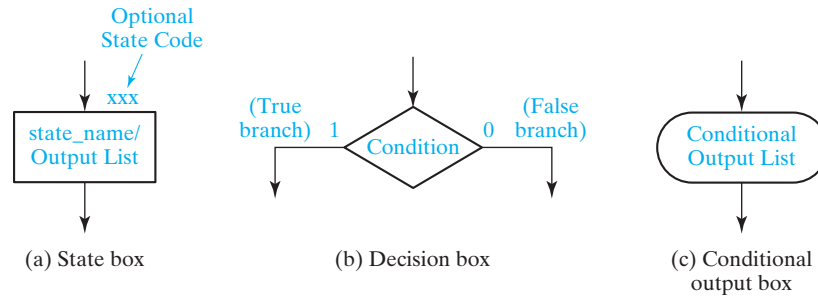 Optional
State Code
xxx
state_name/
Output List
(a) State box
(True
branch) 1
Condition
0 (False
branch)
(b) Decision box
Conditional
Output List
(c) Conditional
output box